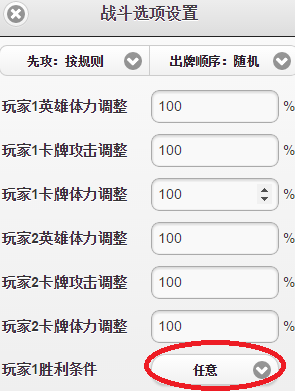 战斗选项设置
先攻：按规则 出牌顺序：随机
玩家1英雄体力调整 100 %
玩家1卡牌攻击调整 100 %
玩家1卡牌体力调整 100 %
玩家2英雄体力调整 100 %
玩家2卡牌攻击调整 100 %
玩家2卡牌体力调整 100 %
玩家1胜利条件 任意